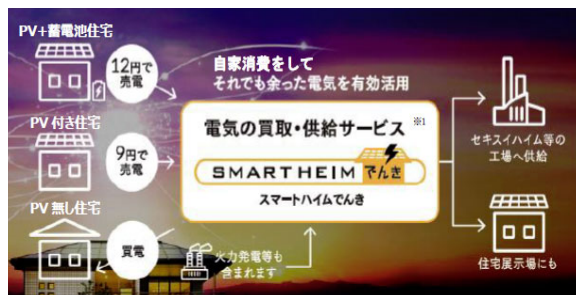 PV+蓄電池住宅
12円で
売電
自家消費をして
それでも余った電気を有効活用
電気の買取・供給サービス ※1
SMARTHEIM でんき
スマートハイムでんき
PV 付き住宅
9円で
売電
PV 無し住宅
買電
火力発電等も
含まれます
セキスイハイム等の
工場へ供給
住宅展示場にも